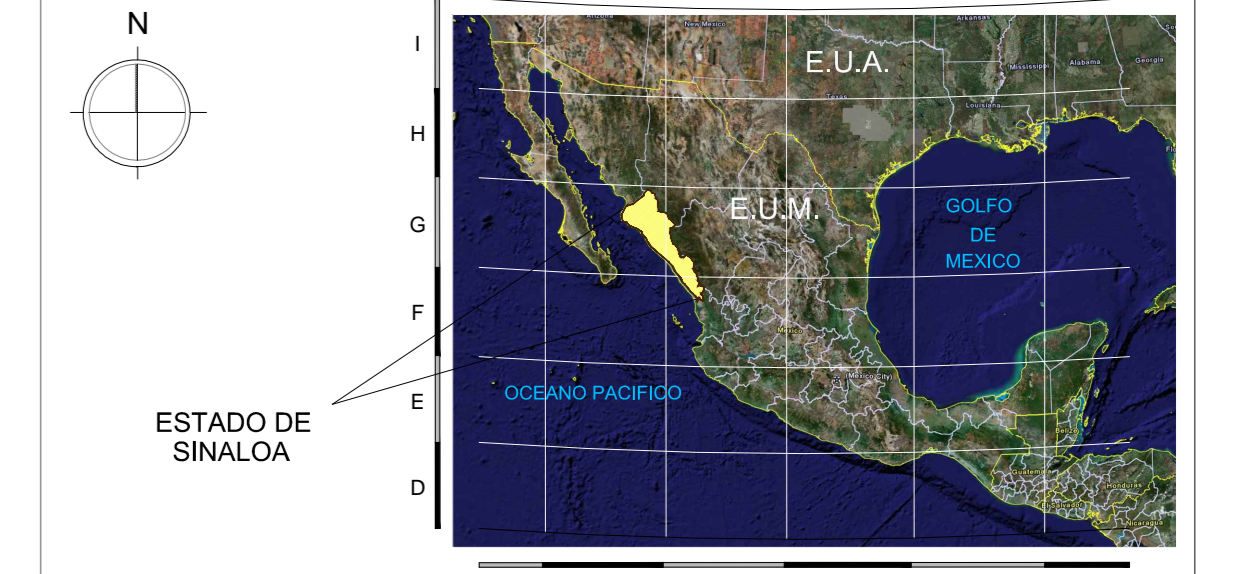 N
I
H
G
F
E
D
ESTADO DE
SINALOA
Arizona
New Mexico
Arkansas
E.U.A.
Mississippi
Alabama
Georgia
Texas
Louisiana
E.U.M.
GOLFO
DE
MEXICO
Mexico
(Mexico City)
OCEANO PACIFICO
Belize
Guatemala
Honduras
El Salvador
Nicaragua